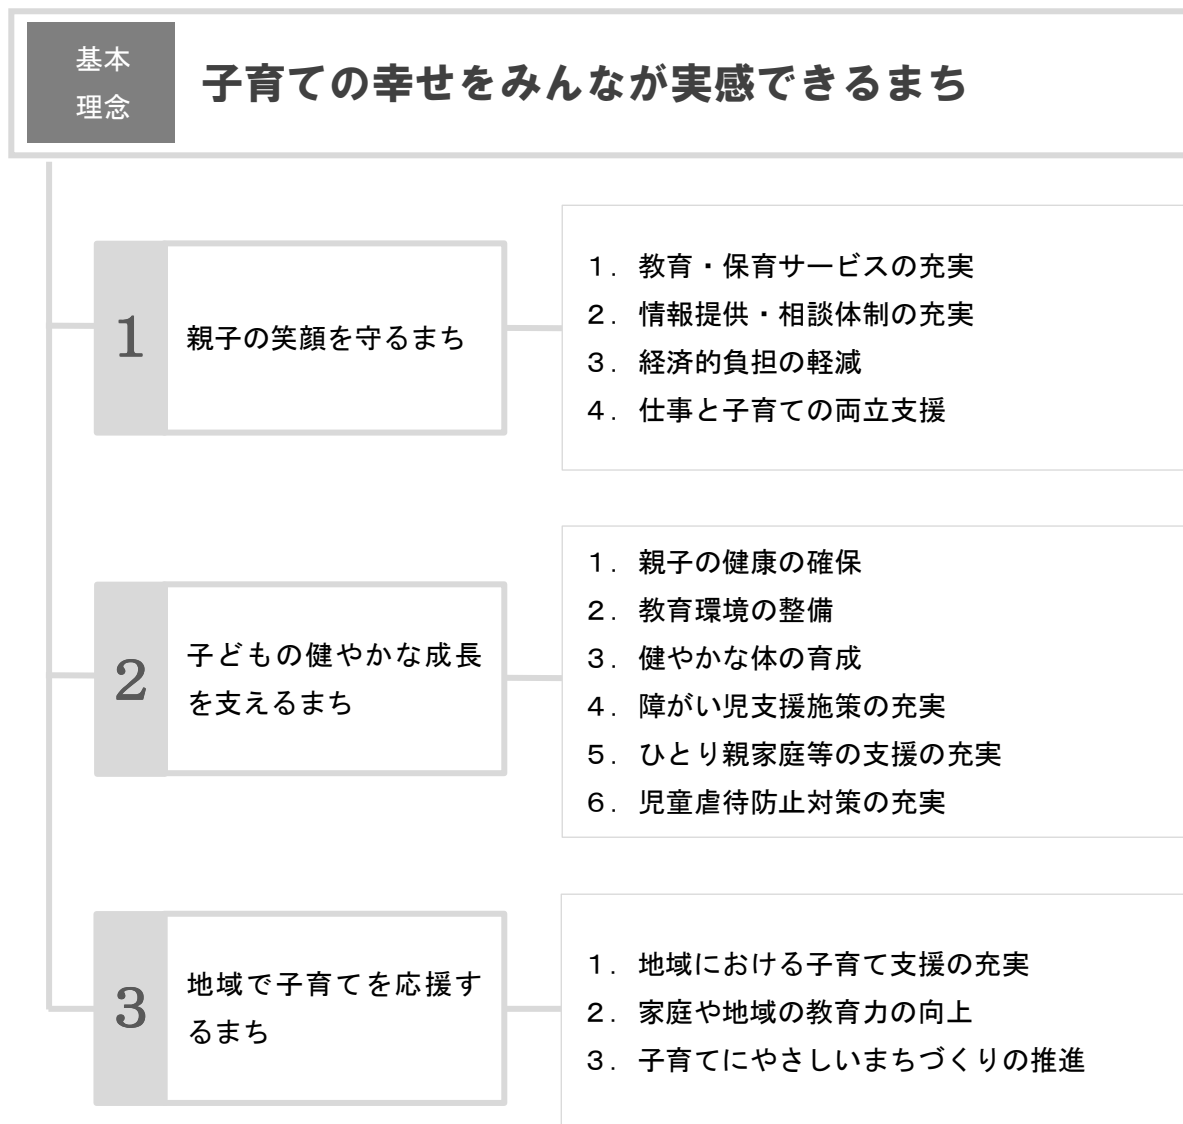 基本
理念
子育ての幸せをみんなが実感できるまち
1
親子の笑顔を守るまち
1. 教育・保育サービスの充実
2. 情報提供・相談体制の充実
3. 経済的負担の軽減
4. 仕事と子育ての両立支援
2
子どもの健やかな成長
を支えるまち
1. 親子の健康の確保
2. 教育環境の整備
3. 健やかな体の育成
4. 障がい児支援施策の充実
5. ひとり親家庭等の支援の充実
6. 児童虐待防止対策の充実
3
地域で子育てを応援す
るまち
1. 地域における子育て支援の充実
2. 家庭や地域の教育力の向上
3. 子育てにやさしいまちづくりの推進